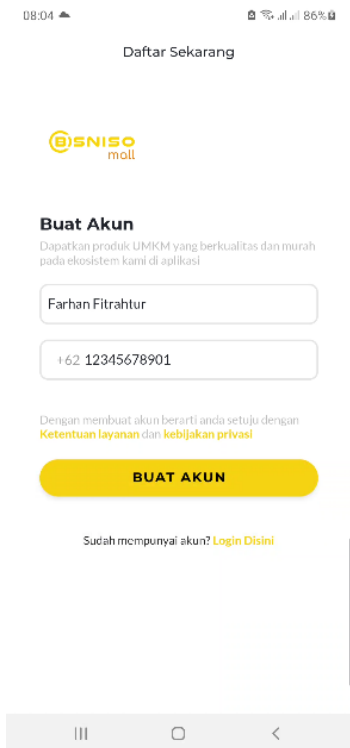 08:04
86%
Daftar Sekarang
BISNISO
mall
Buat Akun
Dapatkan produk UMKM yang berkualitas dan murah
pada ekosistem kami di aplikasi
Farhan Fitrahtur
+62 12345678901
Dengan membuat akun berarti anda setuju dengan
Ketentuan layanan dan kebijakan privasi
BUAT AKUN
Sudah mempunyai akun? Login Disini